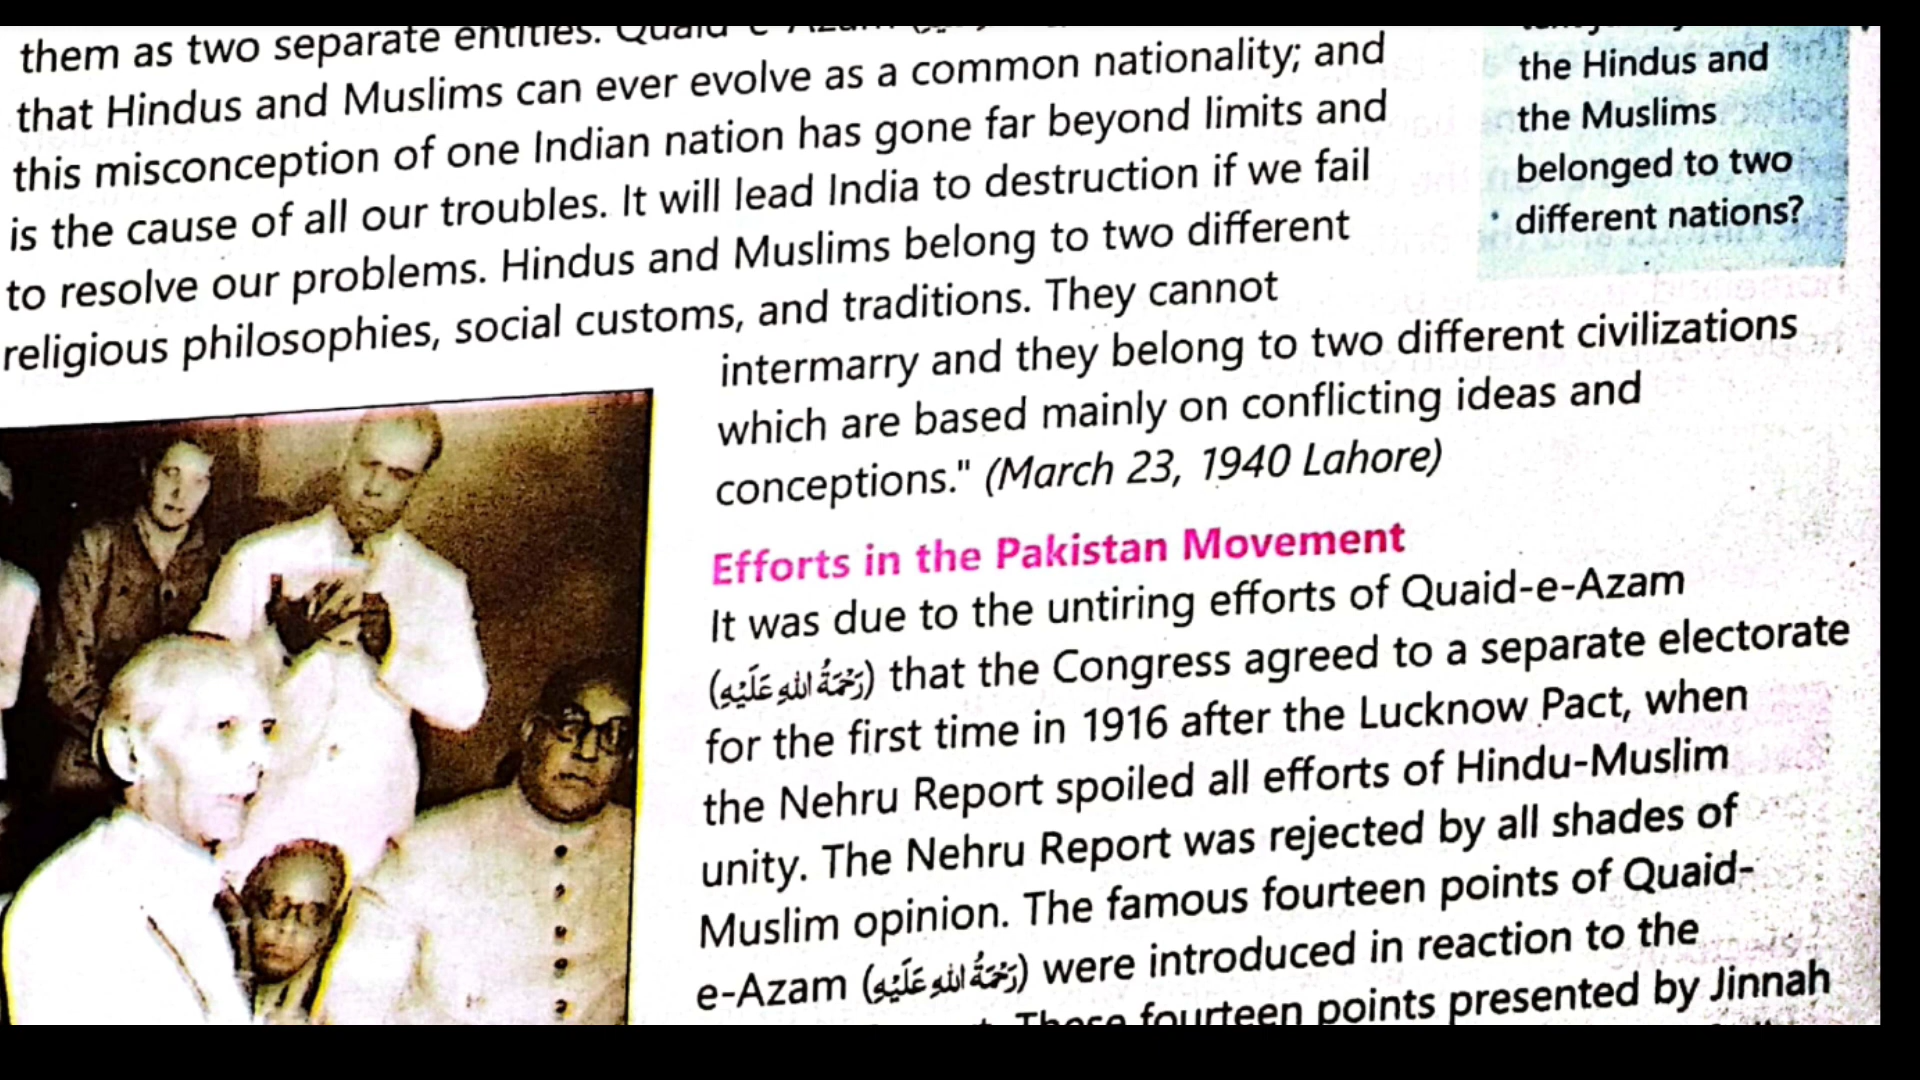 them as two separate entities. Quaid-e-Azam
that Hindus and Muslims can ever evolve as a common nationality; and
this misconception of one Indian nation has gone far beyond limits and
is the cause of all our troubles. It will lead India to destruction if we fail
to resolve our problems. Hindus and Muslims belong to two different
religious philosophies, social customs, and traditions. They cannot
intermarry and they belong to two different civilizations
which are based mainly on conflicting ideas and
conceptions." (March 23, 1940 Lahore)
Efforts in the Pakistan Movement
It was due to the untiring efforts of Quaid-e-Azam
(رَحْمَةُ اللهِ عَلَيْهِ) that the Congress agreed to a separate electorate
for the first time in 1916 after the Lucknow Pact, when
the Nehru Report spoiled all efforts of Hindu-Muslim
unity. The Nehru Report was rejected by all shades of
Muslim opinion. The famous fourteen points of Quaid-
e-Azam (رَحْمَةُ اللهِ عَلَيْهِ) were introduced in reaction to the
These fourteen points presented by Jinnah
the Hindus and
the Muslims
belonged to two
different nations?